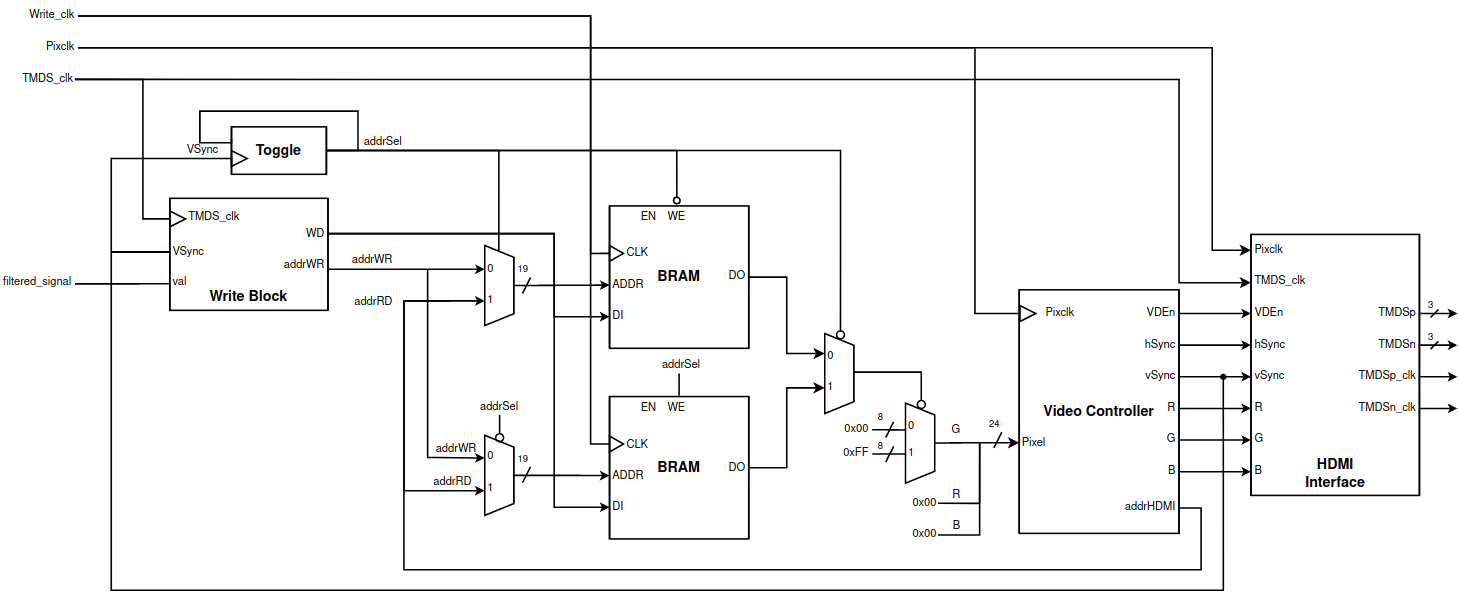 Write_clk
Pixclk
TMDS_clk
VSync
Toggle
addrSel
TMDS_clk
WD
VSync
addrWR
filtered_signal
val
Write Block
addrWR
addrRD
0
1
19
EN WE
CLK
BRAM
DO
ADDR
DI
addrSel
addrSel
addrWR
0
addrRD
1
19
EN WE
CLK
BRAM
DO
ADDR
DI
0
1
8
0x00
0
8
0xFF
1
G
24
R
0x00
B
0x00
Pixclk
VDEn
hSync
vSync
Video Controller
R
Pixel
G
B
addrHDMI
Pixclk
TMDS_clk
VDEn
hSync
vSync
R
G
B
HDMI
Interface
TMDSp
3
TMDSn
3
TMDSp_clk
TMDSn_clk